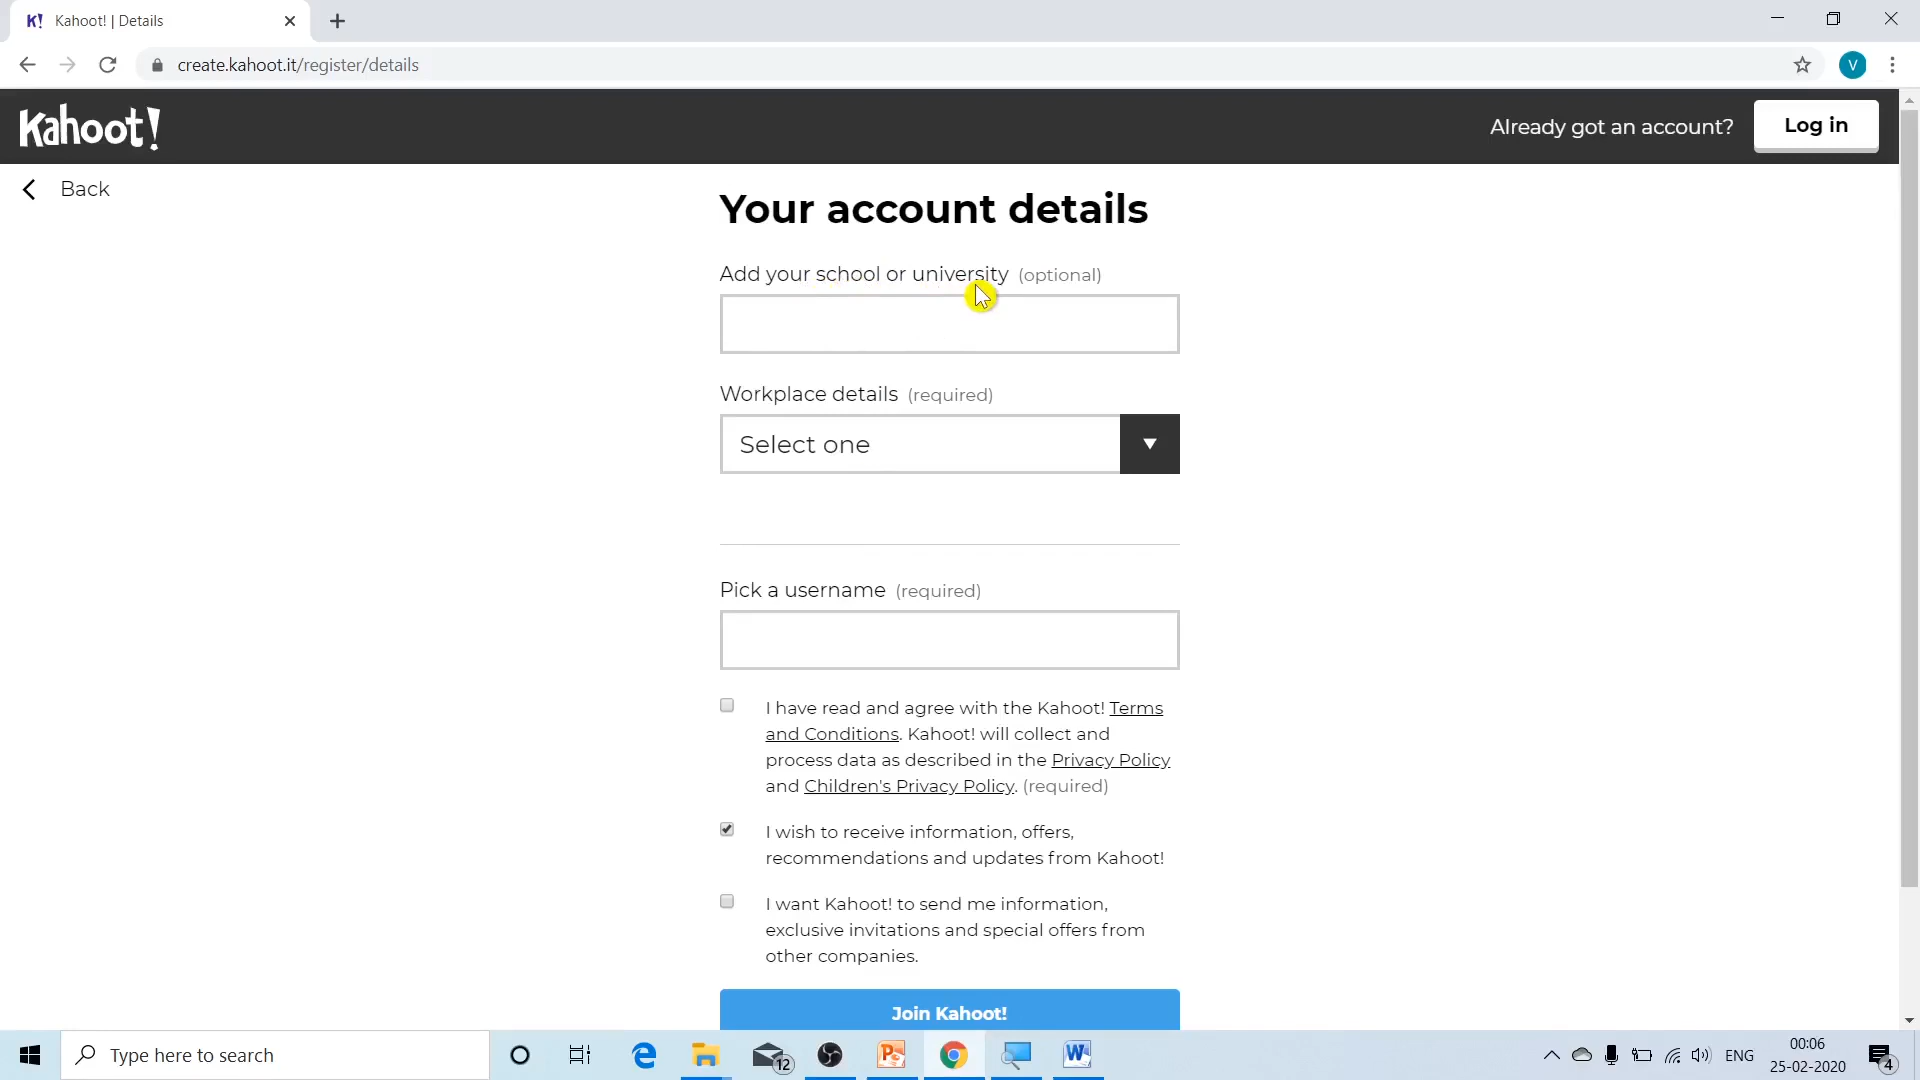 K! Kahoot! | Details
create.kahoot.it/register/details
V
Kahoot!
Already got an account?
Log in
Back
Your account details
Add your school or university (optional)
Workplace details (required)
Select one
Pick a username (required)
I have read and agree with the Kahoot! Terms
and Conditions. Kahoot! will collect and
process data as described in the Privacy Policy
and Children's Privacy Policy. (required)
I wish to receive information, offers,
recommendations and updates from Kahoot!
I want Kahoot! to send me information,
exclusive invitations and special offers from
other companies.
Join Kahoot!
Type here to search
12
ENG
00:06
25-02-2020
4